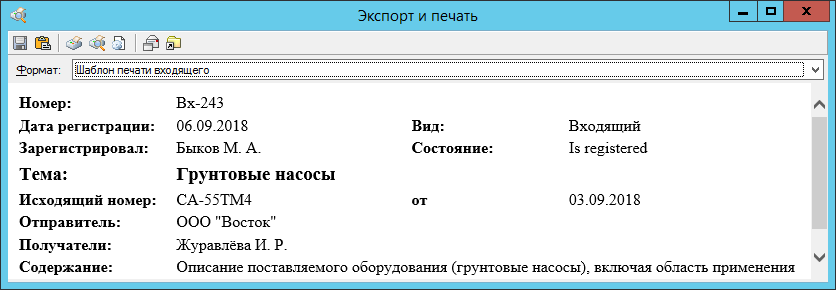 Экспорт и печать
Формат: Шаблон печати входящего
Номер: Вх-243
Дата регистрации: 06.09.2018 Вид: Входящий
Зарегистрировал: Быков М. А. Состояние: Is registered
Тема: Грунтовые насосы
Исходящий номер: СА-55ТМ4 от 03.09.2018
Отправитель: ООО "Восток"
Получатели: Журавлёва И. Р.
Содержание: Описание поставляемого оборудования (грунтовые насосы), включая область применения